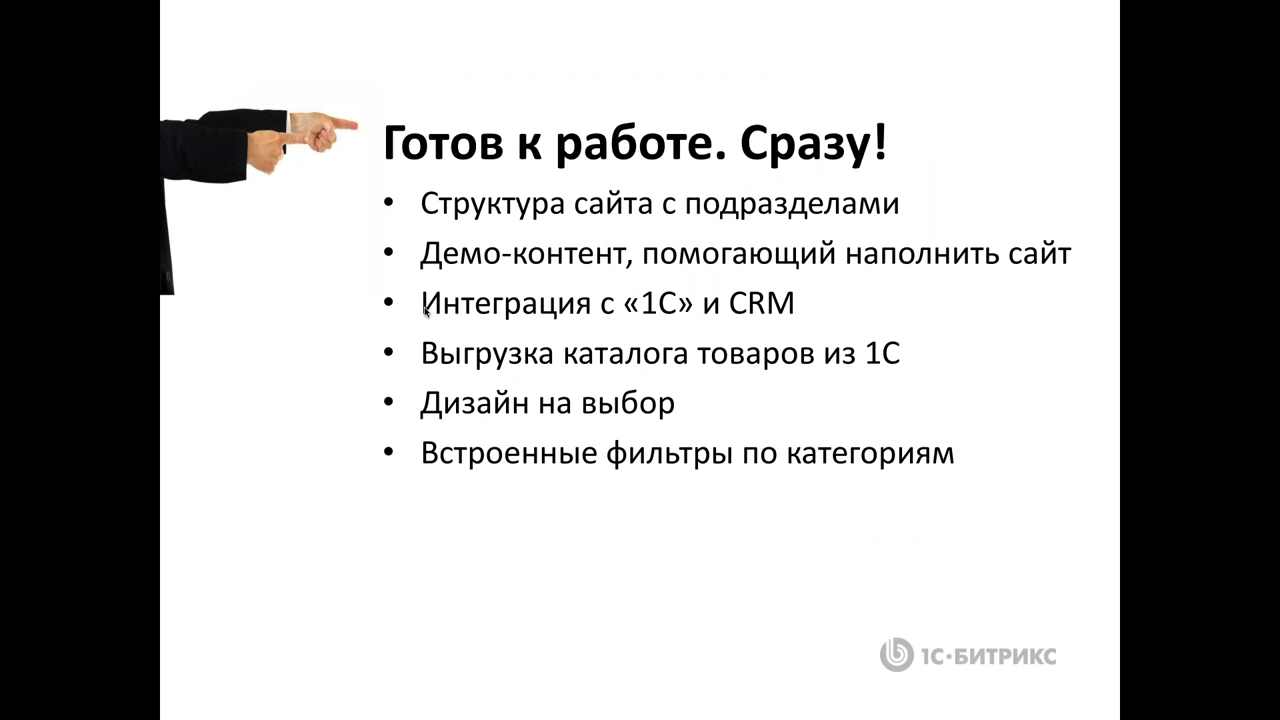 Готов к работе. Сразу!
• Структура сайта с подразделами
• Демо-контент, помогающий наполнить сайт
• Интеграция с «1С» и CRM
• Выгрузка каталога товаров из 1С
• Дизайн на выбор
• Встроенные фильтры по категориям
1С·БИТРИКС